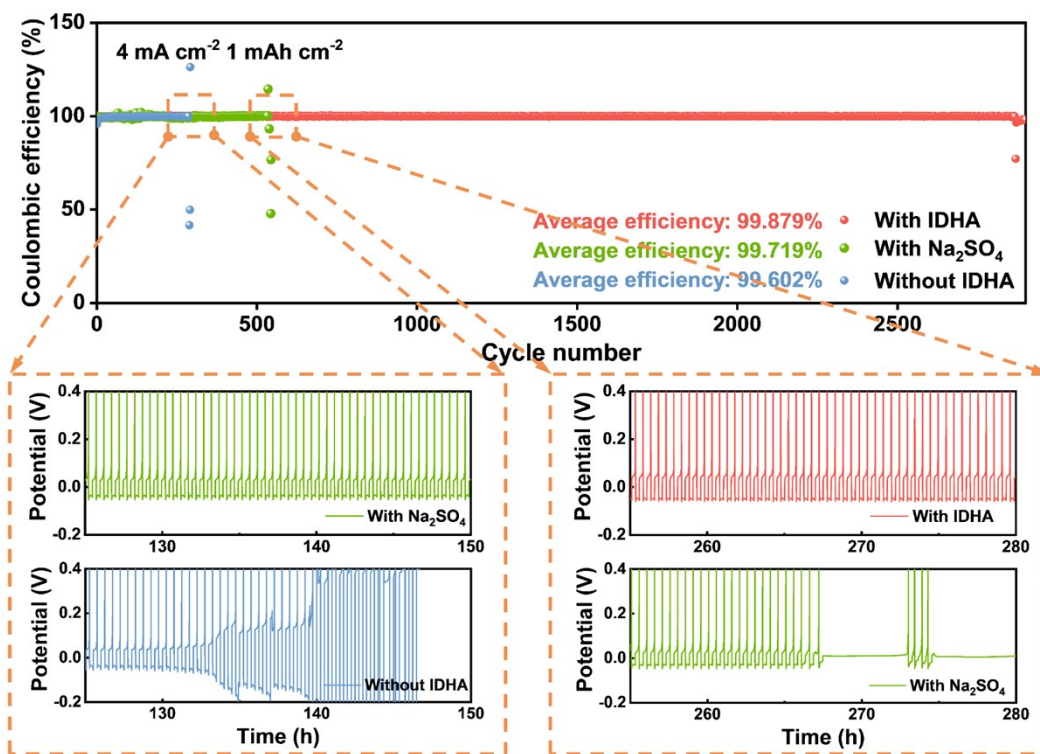 Coulombic efficiency (%)
150
100
50
0
4 mA cm⁻² 1 mAh cm⁻²
Average efficiency: 99.879% With IDHA
Average efficiency: 99.719% With Na₂SO₄
Average efficiency: 99.602% Without IDHA
0 500 1000 1500 2000 2500
Cycle number
Potential (V)
0.4
0.2
0.0
-0.2
With Na₂SO₄
130 140 150
Potential (V)
0.4
0.2
0.0
-0.2
Without IDHA
130 140 150
Time (h)
Potential (V)
0.4
0.2
0.0
-0.2
With IDHA
260 270 280
Potential (V)
0.4
0.2
0.0
-0.2
With Na₂SO₄
260 270 280
Time (h)